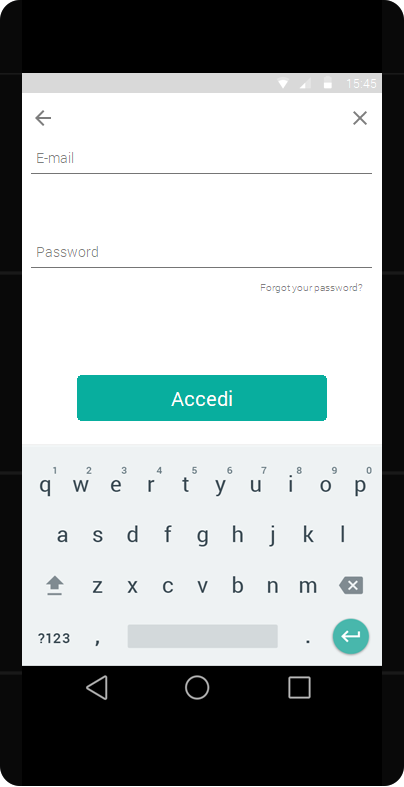 15:45
E-mail
Password
Forgot your password?
Accedi
1 2 3 4 5 6 7 8 9 0
q w e r t y u i o p
a s d f g h j k l
z x c v b n m
?123 , .